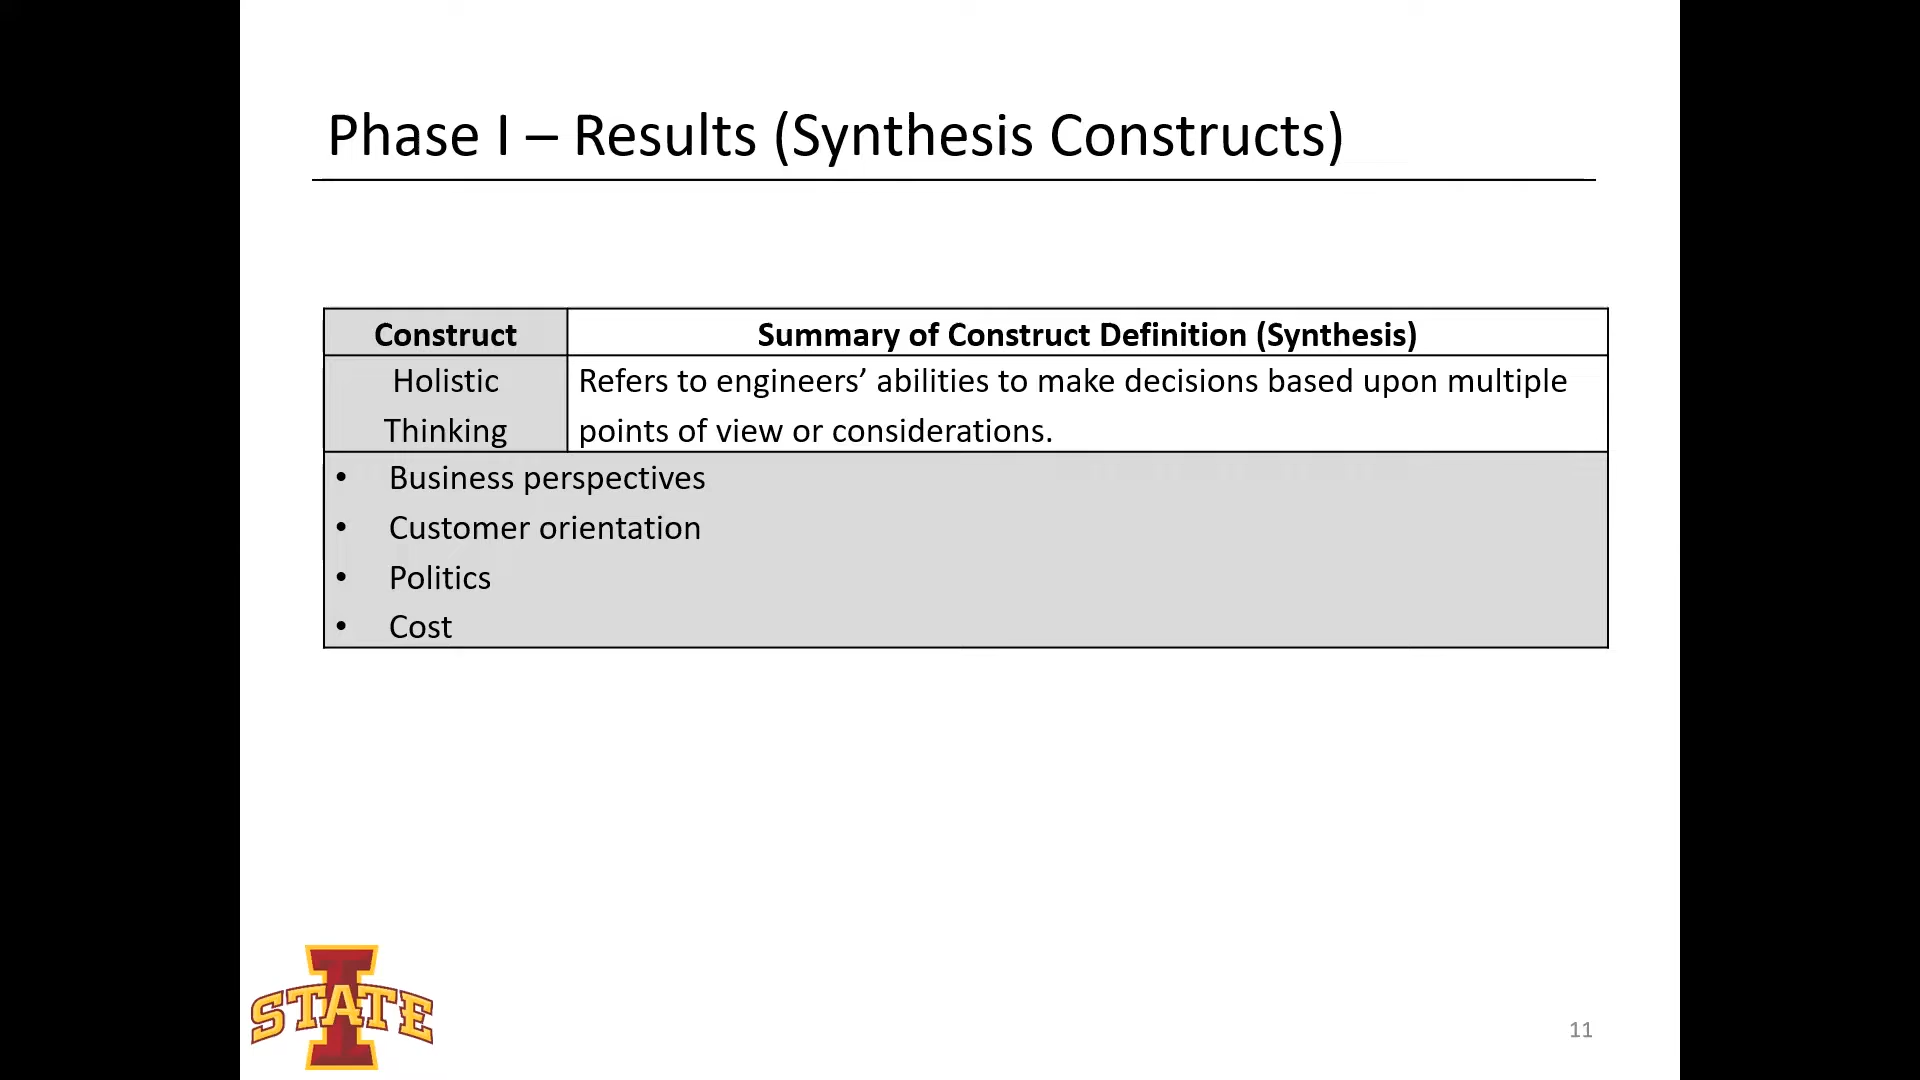 Phase I – Results (Synthesis Constructs)
Construct
Summary of Construct Definition (Synthesis)
Holistic
Thinking
Refers to engineers’ abilities to make decisions based upon multiple
points of view or considerations.
• Business perspectives
• Customer orientation
• Politics
• Cost
I
STATE
11